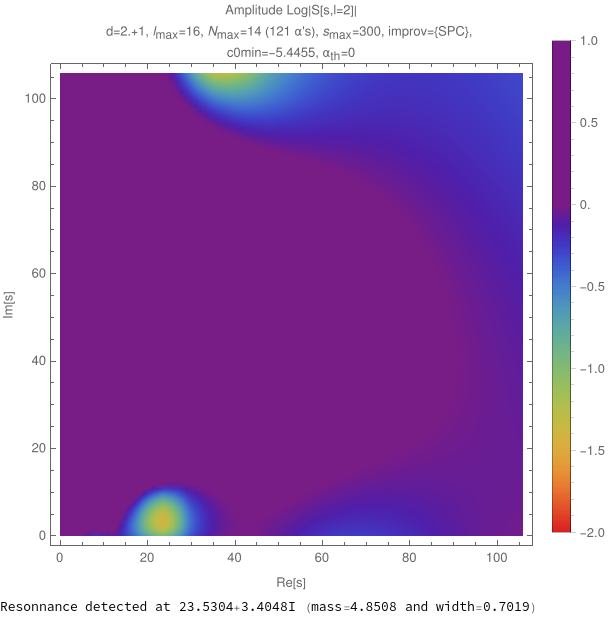 Amplitude Log|S[s,l=2]|
d=2.+1, lmax=16, Nmax=14 (121 α's), smax=300, improv={SPC},
c0min=−5.4455, αth=0
1.0
0.5
0.
−0.5
−1.0
−1.5
−2.0
100
80
60
40
20
0
Im[s]
0 20 40 60 80 100
Re[s]
Resonnance detected at 23.5304+3.4048I (mass=4.8508 and width=0.7019)